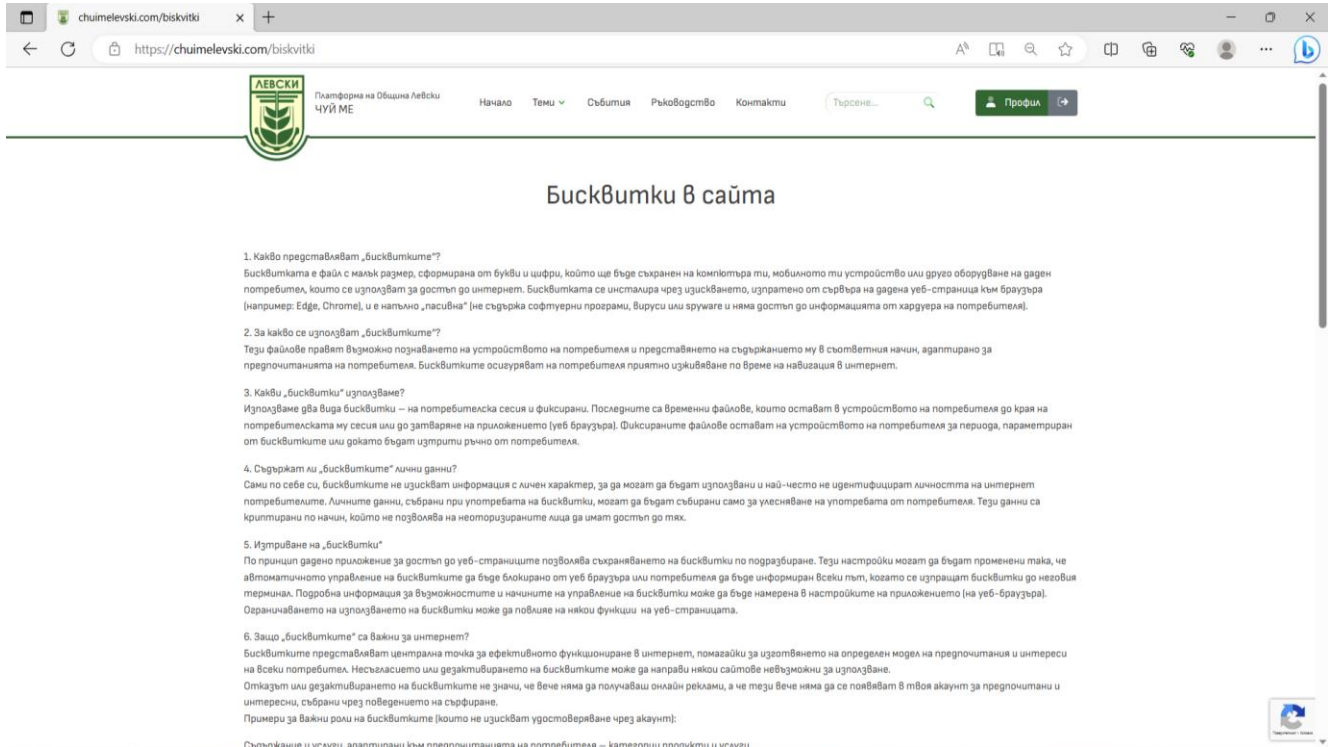 chuimelevski.com/biskvitki
https://chuimelevski.com/biskvitki
ЛЕВСКИ
Платформа на Община Левски
ЧУЙ МЕ
Начало Теми Събития Ръководство Контакти Търсене... Профил
Бисквитки в сайта
1. Какво представляват „бисквитките“?
Бисквитката е файл с малък размер, сформирана от букви и цифри, който ще бъде съхранен на компютъра ти, мобилното ти устройство или друго оборудване на даден
потребител, които се използват за достъп до интернет. Бисквитката се инсталира чрез изискването, изпратено от сървъра на дадена уеб-страница към браузъра
(например: Edge, Chrome), и е напълно „пасивна“ (не съдържа софтуерни програми, вируси или spyware и няма достъп до информацията от хардуера на потребителя).
2. За какво се използват „бисквитките“?
Тези файлове правят възможно познаването на устройството на потребителя и представянето на съдържанието му в съответния начин, адаптирано за
предпочитанията на потребителя. Бисквитките осигуряват на потребителя приятно изживяване по време на навигация в интернет.
3. Какви „бисквитки“ използваме?
Използваме два вида бисквитки – на потребителска сесия и фиксирани. Последните са временни файлове, които остават в устройството на потребителя до края на
потребителската му сесия или до затваряне на приложението (уеб браузъра). Фиксираните файлове остават на устройството на потребителя за периода, параметриран
от бисквитките или докато бъдат изтрити ръчно от потребителя.
4. Съдържат ли „бисквитките“ лични данни?
Сами по себе си, бисквитките не изискват информация с личен характер, за да могат да бъдат използвани и най-често не идентифицират личността на интернет
потребителите. Личните данни, събрани при употребата на бисквитки, могат да бъдат събирани само за улесняване на употребата от потребителя. Тези данни са
криптирани по начин, който не позволява на неоторизираните лица да имат достъп до тях.
5. Изтриване на „бисквитки“
По принцип дадено приложение за достъп до уеб-страниците позволява съхраняването на бисквитки по подразбиране. Тези настройки могат да бъдат променени така, че
автоматичното управление на бисквитките да бъде блокирано от уеб браузъра или потребителя да бъде информиран всеки път, когато се изпращат бисквитки до неговия
терминал. Подробна информация за възможностите и начините на управление на бисквитки може да бъде намерена в настройките на приложението (на уеб-браузъра).
Ограничаването на използването на бисквитки може да повлияе на някои функции на уеб-страницата.
6. Защо „бисквитките“ са важни за интернет?
Бисквитките представляват централна точка за ефективното функциониране в интернет, помагайки за изготвянето на определен модел на предпочитания и интереси
на всеки потребител. Несъгласието или дезактивирането на бисквитките може да направи някои сайтове невъзможни за използване.
Отказът или дезактивирането на бисквитките не значи, че вече няма да получаваш онлайн реклами, а че тези вече няма да се появяват в твоя акаунт за предпочитани и
интересни, събрани чрез поведението на сърфиране.
Примери за важни роли на бисквитките (които не изискват удостоверяване чрез акаунт):
Съдържание и услуги, адаптирани към предпочитанията на потребителя – категории продукти и услуги.